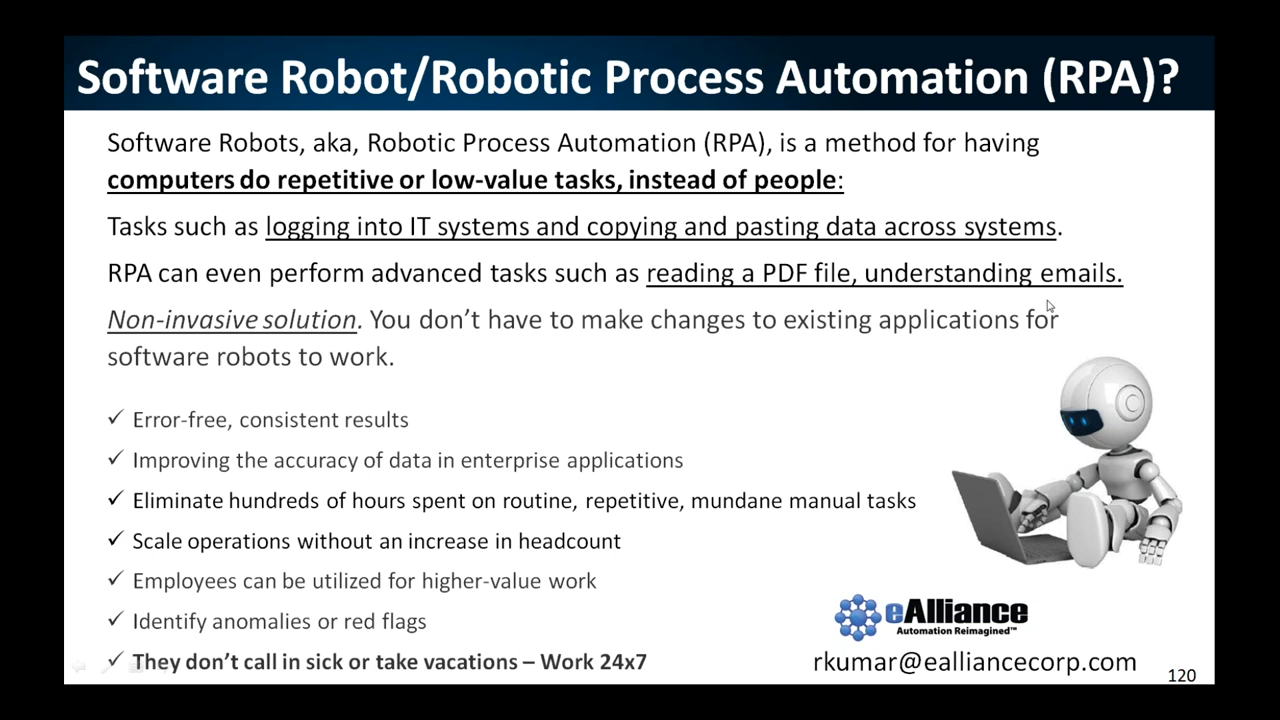 Software Robot/Robotic Process Automation (RPA)?
Software Robots, aka, Robotic Process Automation (RPA), is a method for having
computers do repetitive or low-value tasks, instead of people:
Tasks such as logging into IT systems and copying and pasting data across systems.
RPA can even perform advanced tasks such as reading a PDF file, understanding emails.
Non-invasive solution. You don’t have to make changes to existing applications for
software robots to work.
✓ Error-free, consistent results
✓ Improving the accuracy of data in enterprise applications
✓ Eliminate hundreds of hours spent on routine, repetitive, mundane manual tasks
✓ Scale operations without an increase in headcount
✓ Employees can be utilized for higher-value work
✓ Identify anomalies or red flags
✓ They don’t call in sick or take vacations – Work 24x7
eAlliance
Automation Reimagined™
rkumar@ealliancecorp.com
120